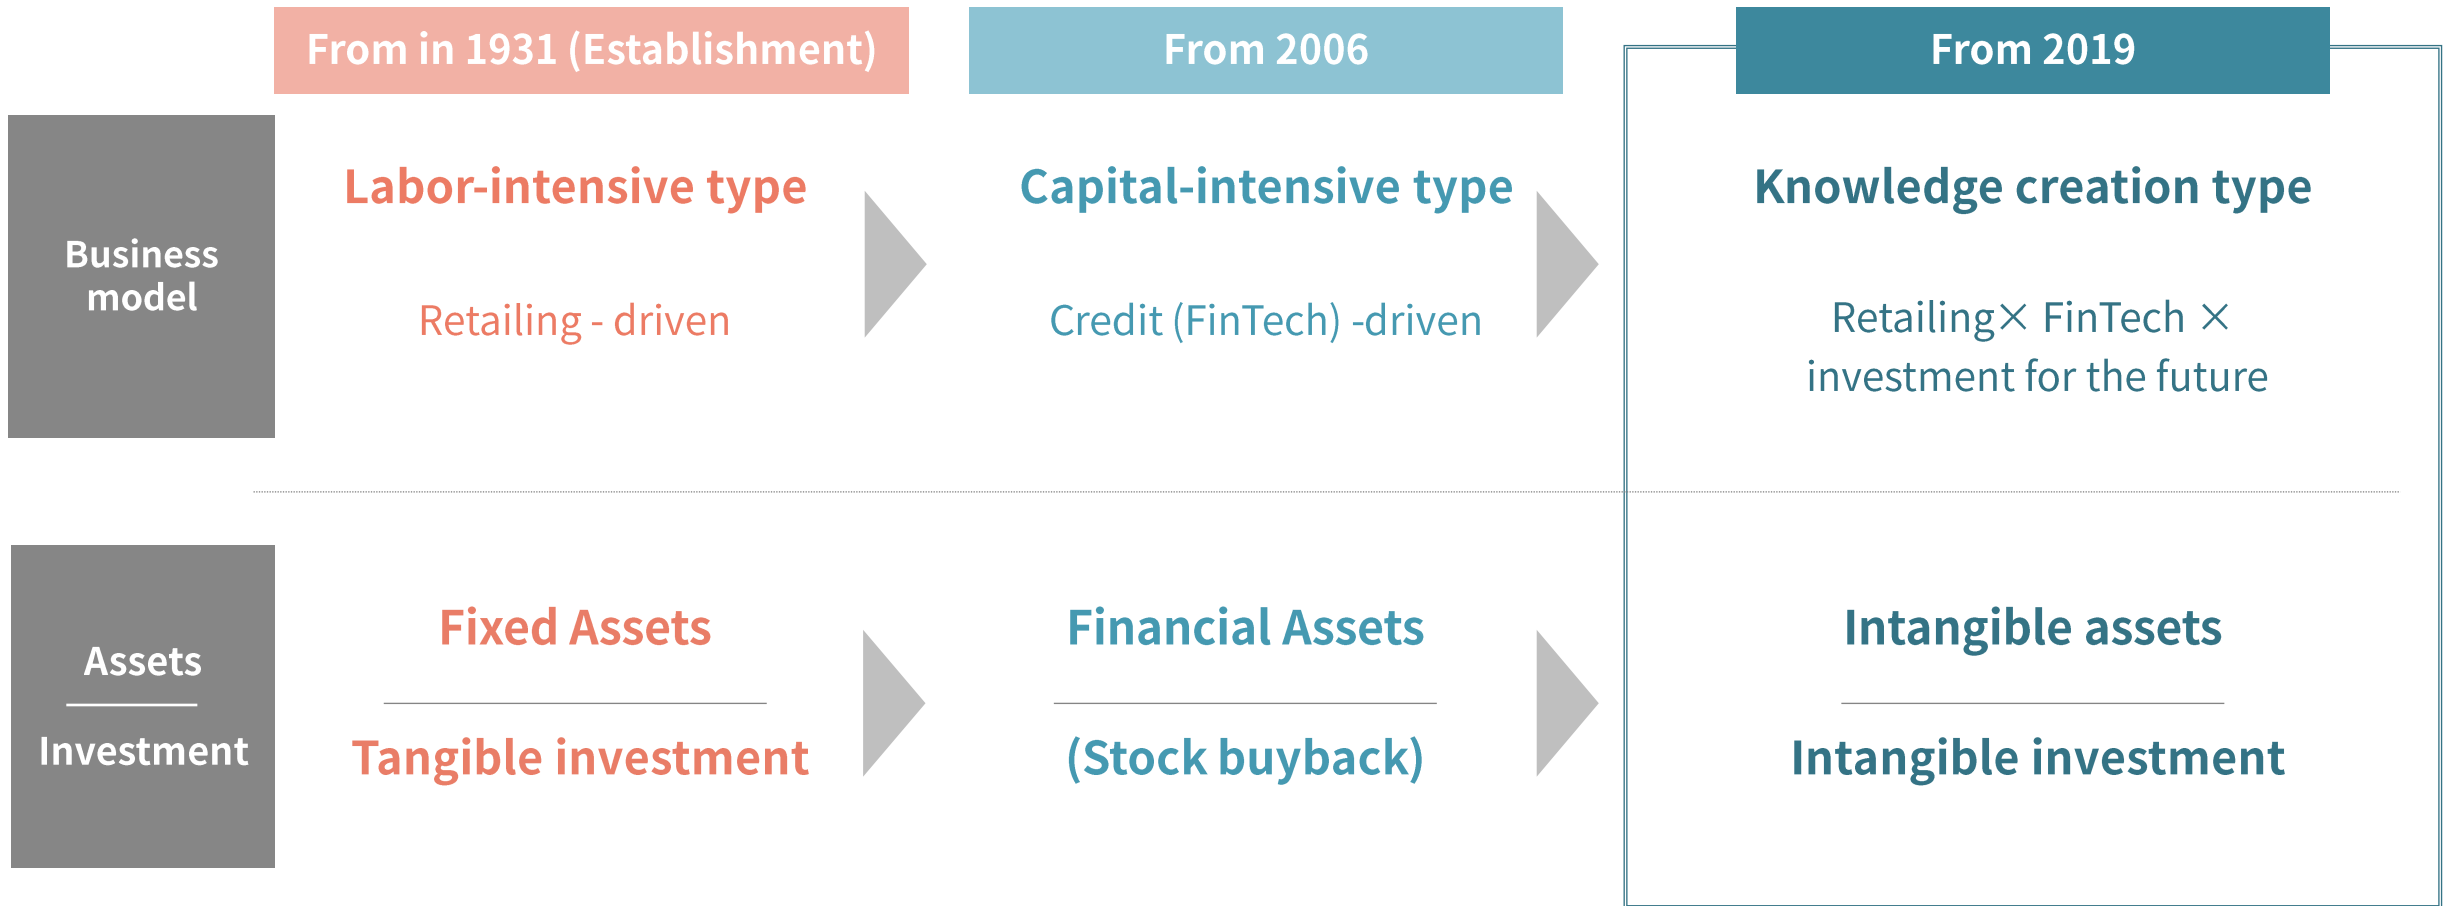 From in 1931 (Establishment)
From 2006
From 2019
Business
model
Labor-intensive type
Retailing - driven
Capital-intensive type
Credit (FinTech) -driven
Knowledge creation type
Retailing× FinTech ×
investment for the future
Assets
Investment
Fixed Assets
Tangible investment
Financial Assets
(Stock buyback)
Intangible assets
Intangible investment